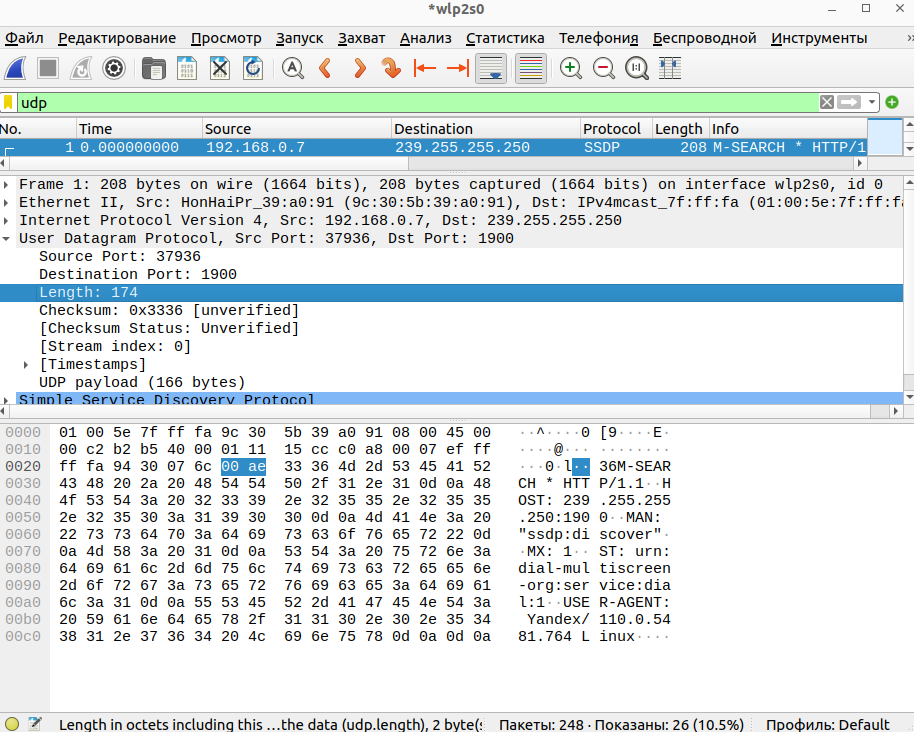 *wlp2s0
Файл Редактирование Просмотр Запуск Захват Анализ Статистика Телефония Беспроводной Инструменты »
udp
No. Time Source Destination Protocol Length Info
1 0.000000000 192.168.0.7 239.255.255.250 SSDP 208 M-SEARCH * HTTP/1
Frame 1: 208 bytes on wire (1664 bits), 208 bytes captured (1664 bits) on interface wlp2s0, id 0
Ethernet II, Src: HonHaiPr_39:a0:91 (9c:30:5b:39:a0:91), Dst: IPv4mcast_7f:ff:fa (01:00:5e:7f:ff:fa
Internet Protocol Version 4, Src: 192.168.0.7, Dst: 239.255.255.250
User Datagram Protocol, Src Port: 37936, Dst Port: 1900
Source Port: 37936
Destination Port: 1900
Length: 174
Checksum: 0x3336 [unverified]
[Checksum Status: Unverified]
[Stream index: 0]
[Timestamps]
UDP payload (166 bytes)
Simple Service Discovery Protocol
0000 01 00 5e 7f ff fa 9c 30 5b 39 a0 91 08 00 45 00 ··^····0 [9····E·
0010 00 c2 b2 b5 40 00 01 11 15 cc c0 a8 00 07 ef ff ····@··· ········
0020 ff fa 94 30 07 6c 00 ae 33 36 4d 2d 53 45 41 52 ···0·l·· 36M-SEAR
0030 43 48 20 2a 20 48 54 54 50 2f 31 2e 31 0d 0a 48 CH * HTT P/1.1··H
0040 4f 53 54 3a 20 32 33 39 2e 32 35 35 2e 32 35 35 OST: 239 .255.255
0050 2e 32 35 30 3a 31 39 30 30 0d 0a 4d 41 4e 3a 20 .250:190 0··MAN:
0060 22 73 73 64 70 3a 64 69 73 63 6f 76 65 72 22 0d "ssdp:di scover"·
0070 0a 4d 58 3a 20 31 0d 0a 53 54 3a 20 75 72 6e 3a ·MX: 1·· ST: urn:
0080 64 69 61 6c 2d 6d 75 6c 74 69 73 63 72 65 65 6e dial-mul tiscreen
0090 2d 6f 72 67 3a 73 65 72 76 69 63 65 3a 64 69 61 -org:ser vice:dia
00a0 6c 3a 31 0d 0a 55 53 45 52 2d 41 47 45 4e 54 3a l:1··USE R-AGENT:
00b0 20 59 61 6e 64 65 78 2f 31 31 30 2e 30 2e 35 34 Yandex/ 110.0.54
00c0 38 31 2e 37 36 34 20 4c 69 6e 75 78 0d 0a 0d 0a 81.764 L inux····
Length in octets including this …the data (udp.length), 2 byte(s Пакеты: 248 · Показаны: 26 (10.5%) Профиль: Default